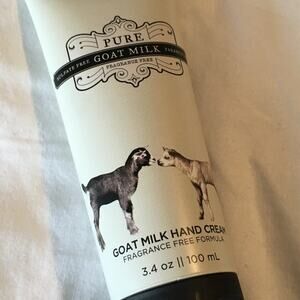 PURE
SULFATE FREE GOAT MILK
FRAGRANCE FREE
GOAT MILK HAND CREAM
FRAGRANCE FREE FORMULA
3.4 oz || 100 mL